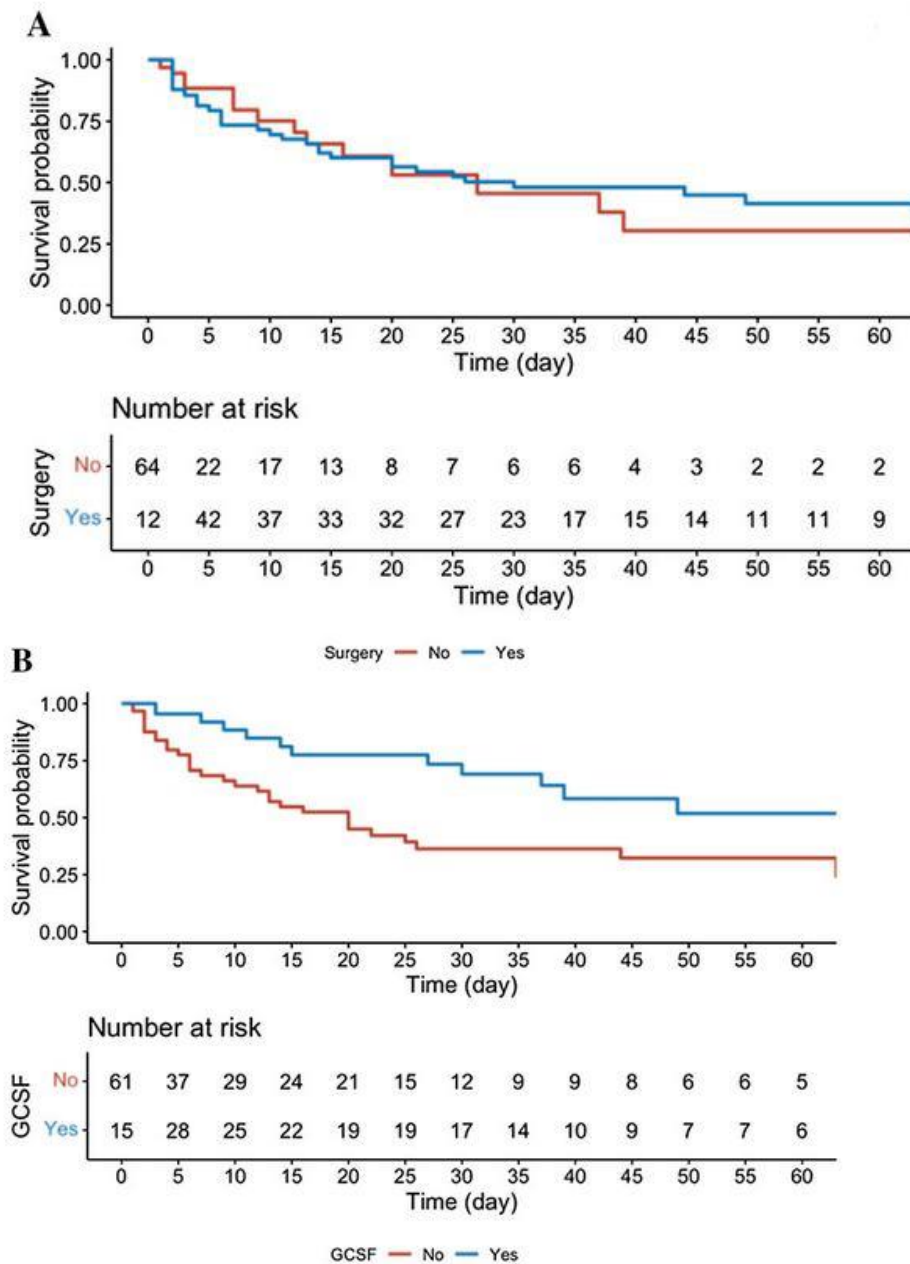 A
1.00
0.75
0.50
0.25
0.00
Survival probability
0 5 10 15 20 25 30 35 40 45 50 55 60
Time (day)
Number at risk
Surgery
No 64 22 17 13 8 7 6 6 4 3 2 2 2
Yes 12 42 37 33 32 27 23 17 15 14 11 11 9
0 5 10 15 20 25 30 35 40 45 50 55 60
Time (day)
Surgery No Yes
B
1.00
0.75
0.50
0.25
0.00
Survival probability
0 5 10 15 20 25 30 35 40 45 50 55 60
Time (day)
Number at risk
GCSF
No 61 37 29 24 21 15 12 9 9 8 6 6 5
Yes 15 28 25 22 19 19 17 14 10 9 7 7 6
0 5 10 15 20 25 30 35 40 45 50 55 60
Time (day)
GCSF No Yes